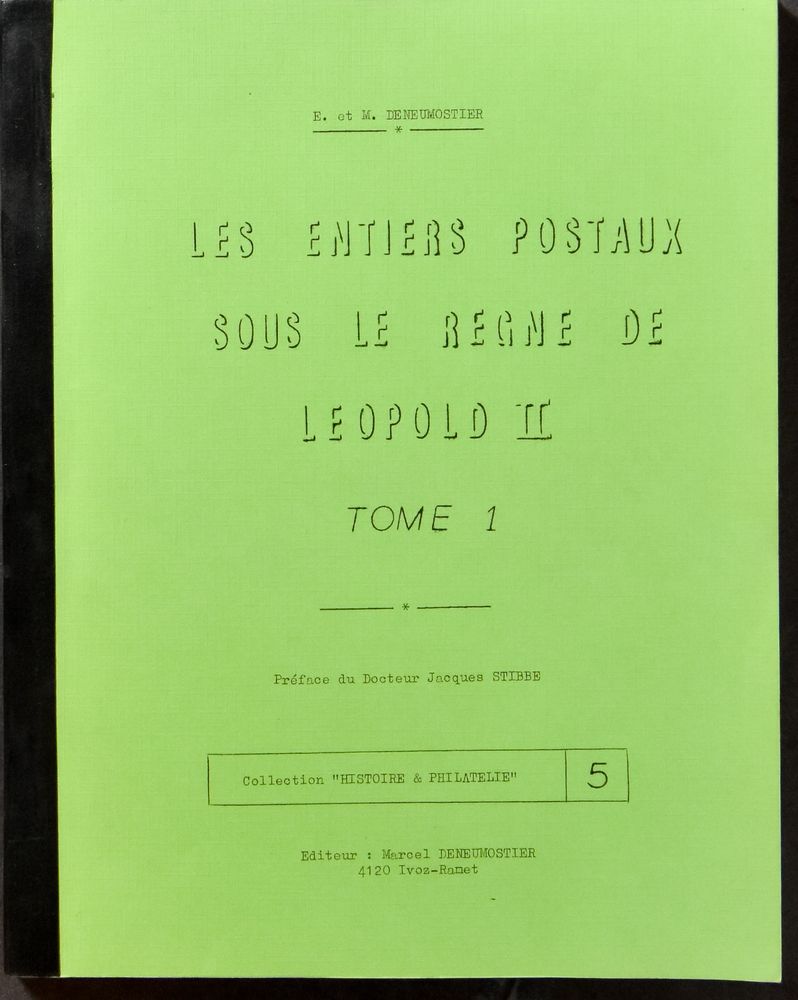 E. et M. DENEUMOSTIER
*
LES ENTIERS POSTAUX
SOUS LE REGNE DE
LEOPOLD II
TOME 1
*
Préface du Docteur Jacques STIBBE
Collection "HISTOIRE & PHILATELIE" 5
Editeur : Marcel DENEUMOSTIER
4120 Ivoz-Ramet